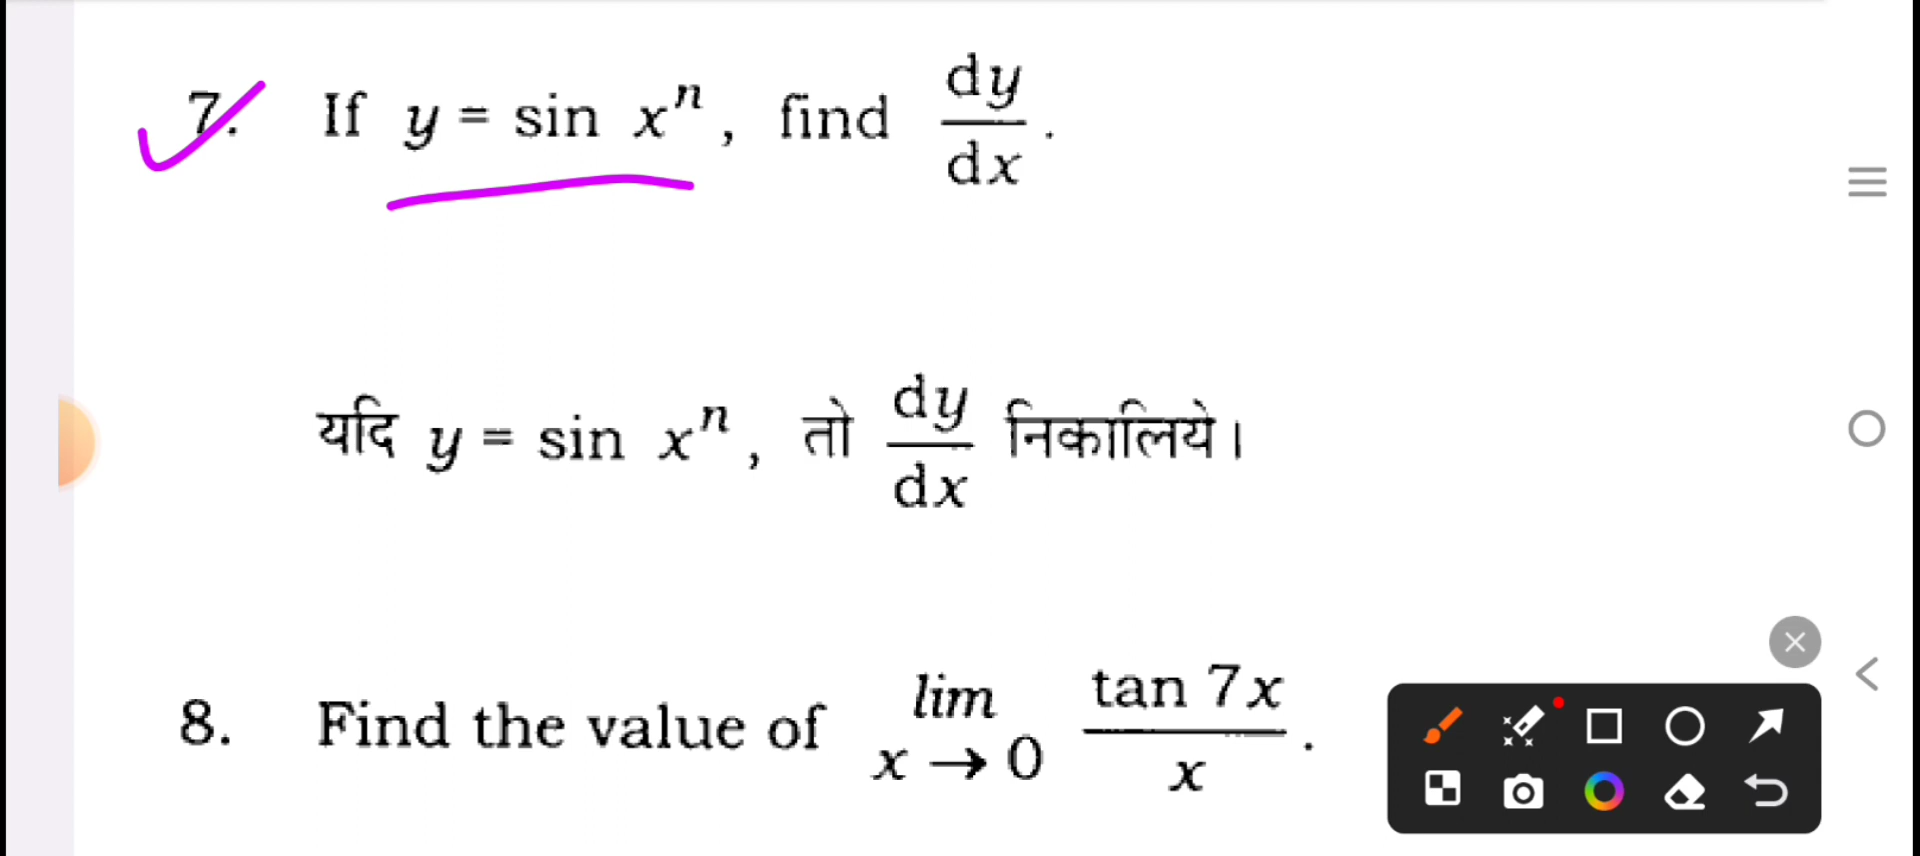 7. If y = sin xⁿ, find dy/dx.
यदि y = sin xⁿ, तो dy/dx निकालिये।
8. Find the value of lim x → 0 tan 7x/x.